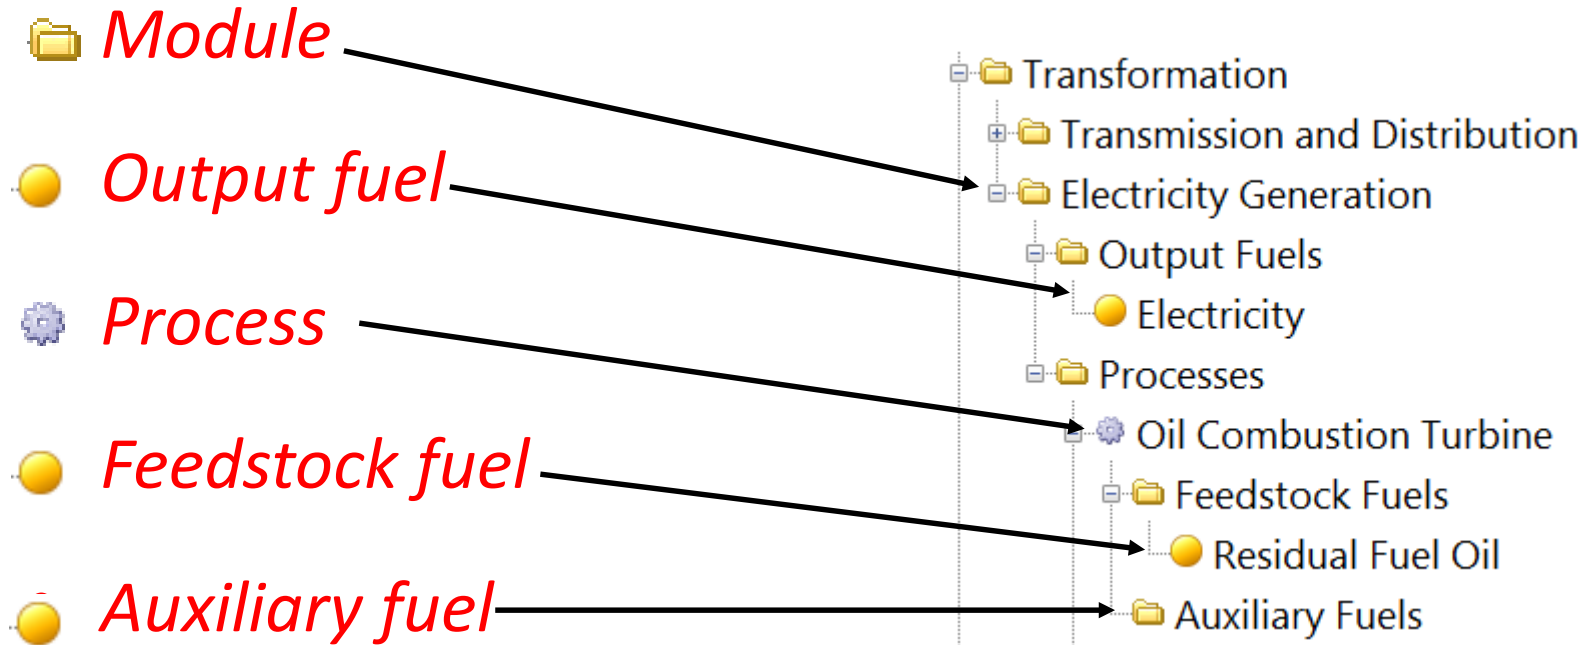 Module
Output fuel
Process
Feedstock fuel
Auxiliary fuel
Transformation
Transmission and Distribution
Electricity Generation
Output Fuels
Electricity
Processes
Oil Combustion Turbine
Feedstock Fuels
Residual Fuel Oil
Auxiliary Fuels